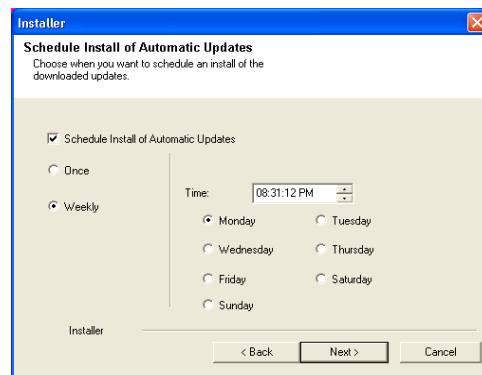 Installer
Schedule Install of Automatic Updates
Choose when you want to schedule an install of the
downloaded updates.
Schedule Install of Automatic Updates
Once
Weekly
Time: 08:31:12 PM
Monday Tuesday
Wednesday Thursday
Friday Saturday
Sunday
Installer
< Back Next > Cancel